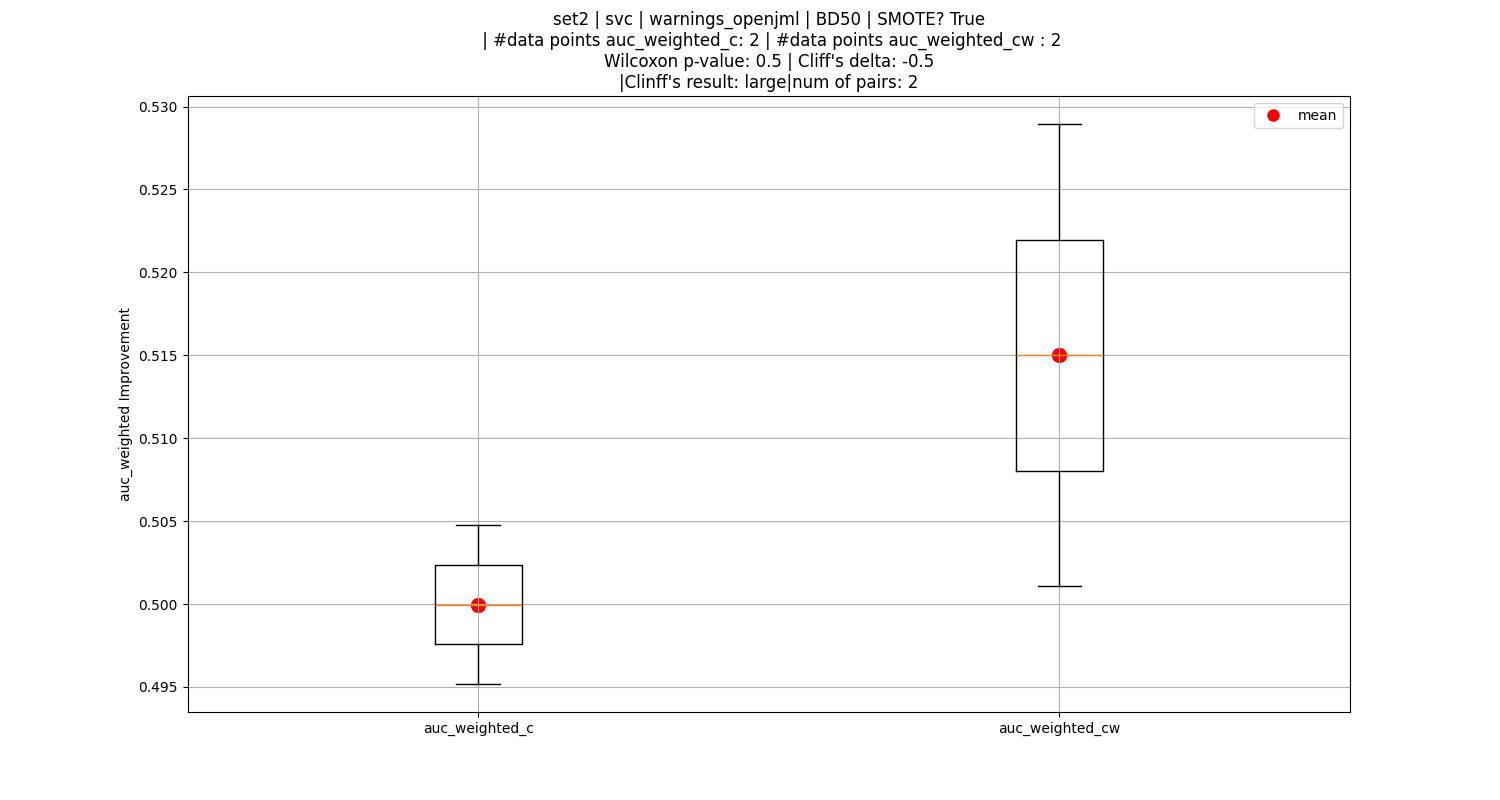 set2 | svc | warnings_openjml | BD50 | SMOTE? True
| #data points auc_weighted_c: 2 | #data points auc_weighted_cw : 2
Wilcoxon p-value: 0.5 | Cliff's delta: -0.5
|Clinff's result: large|num of pairs: 2
mean
0.530
0.525
0.520
0.515
0.510
0.505
0.500
0.495
auc_weighted Improvement
auc_weighted_c
auc_weighted_cw